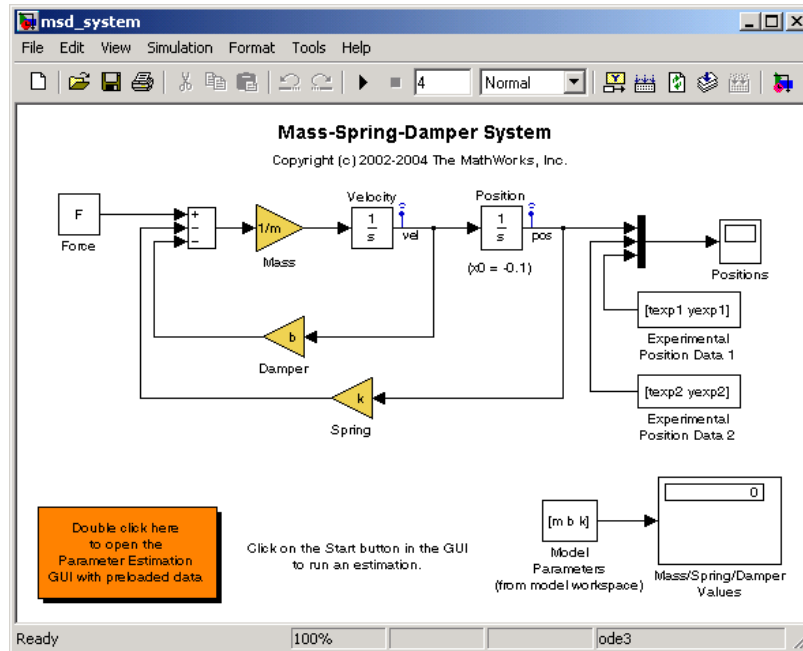 msd_system
File Edit View Simulation Format Tools Help
4 Normal
Mass-Spring-Damper System
Copyright (c) 2002-2004 The MathWorks, Inc.
Velocity Position
F
+
−
−
1/m
1
s
vel
1
s
pos
Force
Mass
(x0 = -0.1)
Positions
[texp1 yexp1]
Experimental
Position Data 1
b
Damper
[texp2 yexp2]
Experimental
Position Data 2
k
Spring
Double click here
to open the
Parameter Estimation
GUI with preloaded data
Click on the Start button in the GUI
to run an estimation.
[m b k]
Model
Parameters
(from model workspace)
0
Mass/Spring/Damper
Values
Ready 100% ode3